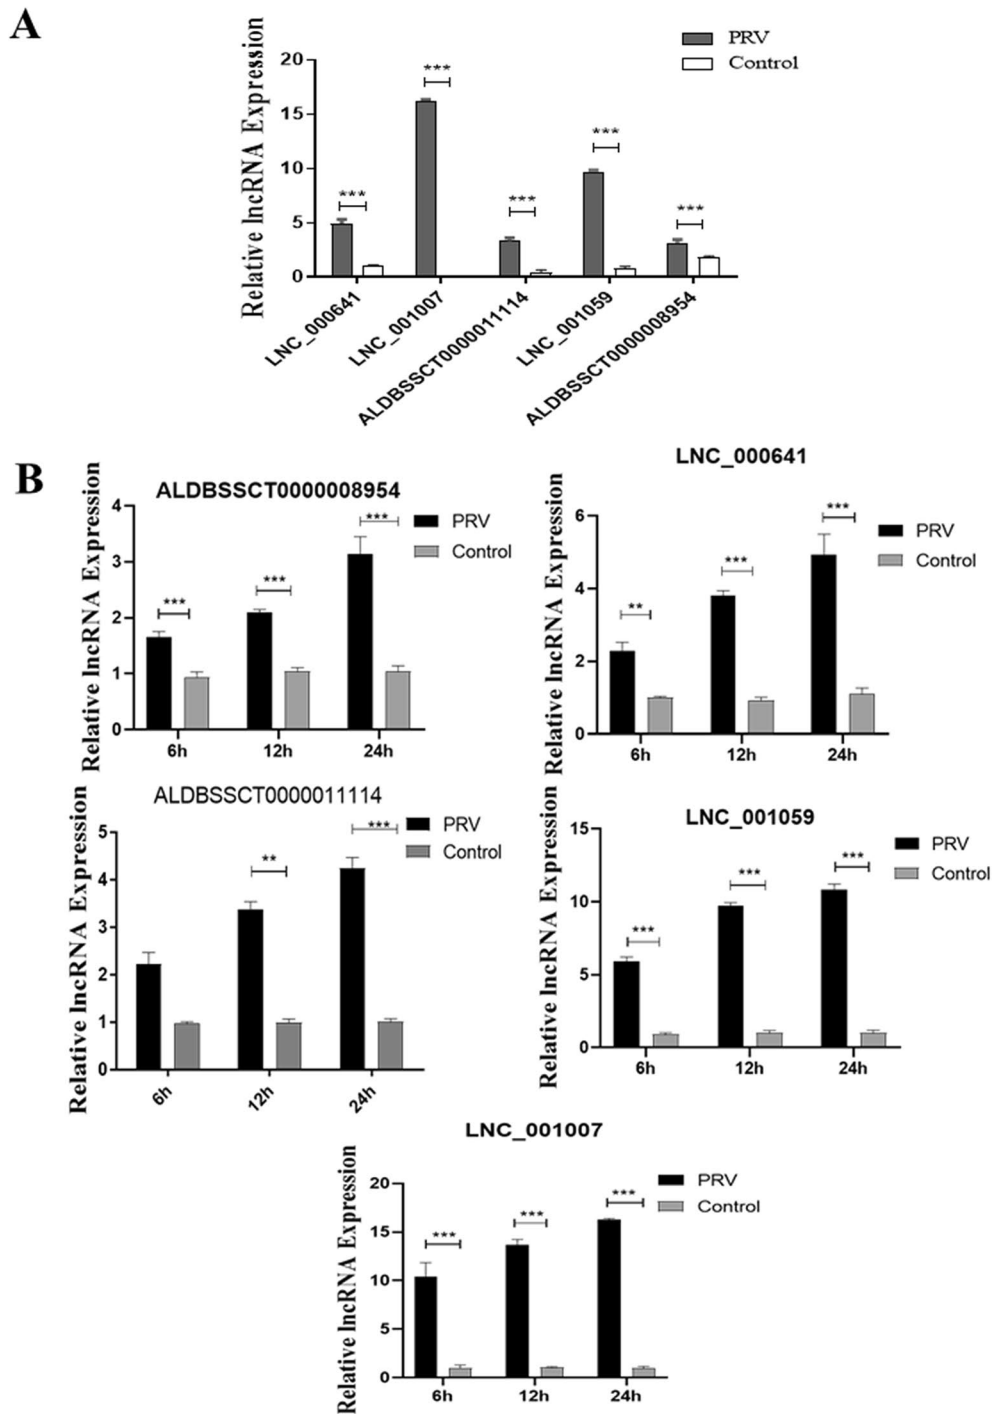 A
Relative lncRNA Expression
PRV
Control
20
15
10
5
0
***
***
***
***
***
LNC_000641
LNC_001007
ALDBSSCT0000011114
LNC_001059
ALDBSSCT0000008954
B
ALDBSSCT0000008954
Relative lncRNA Expression
PRV
Control
4
3
2
1
0
***
***
***
6h
12h
24h
LNC_000641
Relative lncRNA Expression
PRV
Control
6
4
2
0
**
***
***
6h
12h
24h
ALDBSSCT0000011114
Relative lncRNA Expression
PRV
Control
5
4
3
2
1
0
**
***
6h
12h
24h
LNC_001059
Relative lncRNA Expression
PRV
Control
15
10
5
0
***
***
***
6h
12h
24h
LNC_001007
Relative lncRNA Expression
PRV
Control
20
15
10
5
0
***
***
***
6h
12h
24h